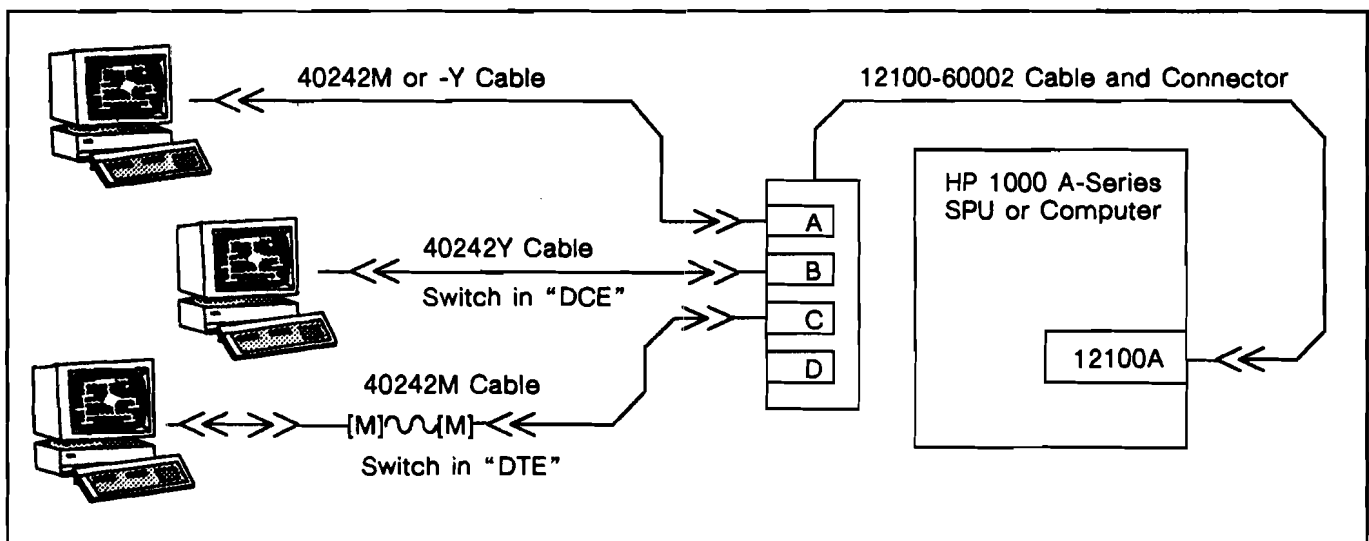 40242M or -Y Cable
12100-60002 Cable and Connector
HP 1000 A-Series
SPU or Computer
A
40242Y Cable
B
Switch in "DCE"
C
12100A
D
40242M Cable
[M] [M]
Switch in "DTE"